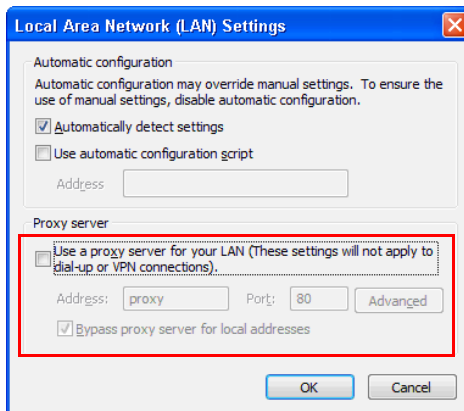 Local Area Network (LAN) Settings
Automatic configuration
Automatic configuration may override manual settings. To ensure the
use of manual settings, disable automatic configuration.
Automatically detect settings
Use automatic configuration script
Address
Proxy server
Use a proxy server for your LAN (These settings will not apply to
dial-up or VPN connections).
Address: proxy Port: 80 Advanced
Bypass proxy server for local addresses
OK Cancel